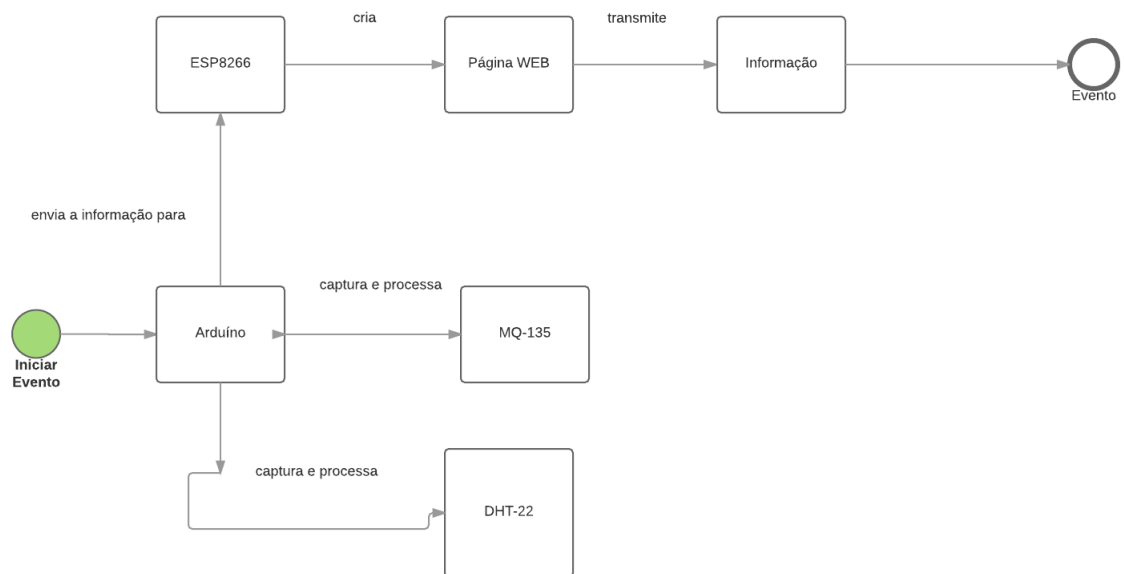 cria
transmite
ESP8266
Página WEB
Informação
Evento
envia a informação para
captura e processa
Arduíno
MQ-135
Iniciar
Evento
captura e processa
DHT-22